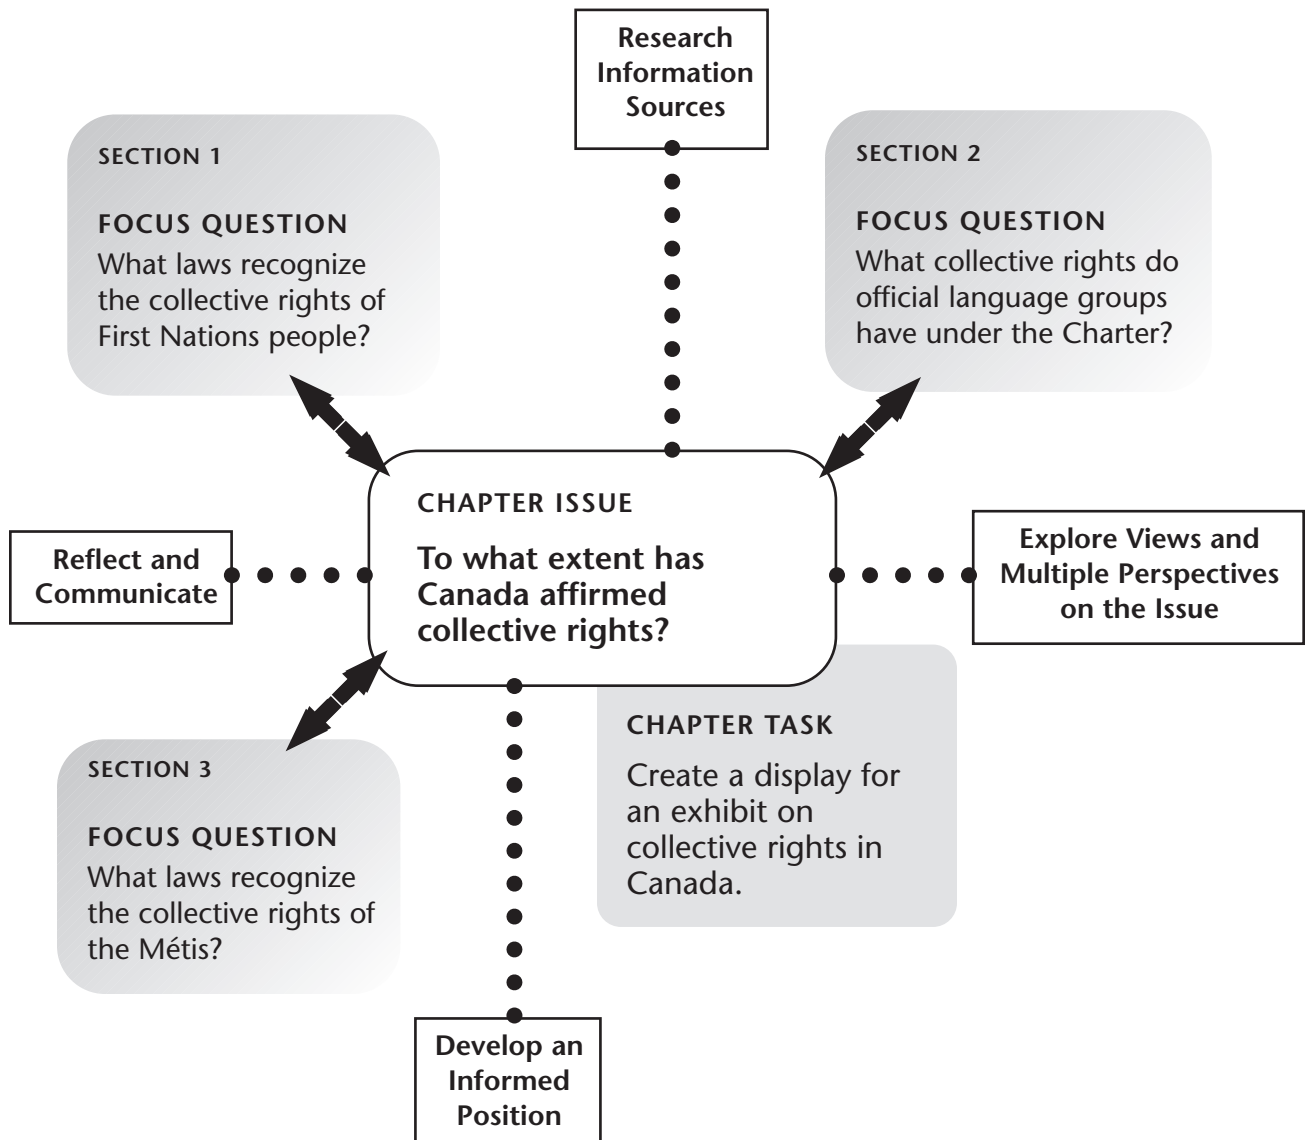 Research
Information
Sources
SECTION 1
FOCUS QUESTION
What laws recognize
the collective rights of
First Nations people?
SECTION 2
FOCUS QUESTION
What collective rights do
official language groups
have under the Charter?
CHAPTER ISSUE
To what extent has
Canada affirmed
collective rights?
Reflect and
Communicate
Explore Views and
Multiple Perspectives
on the Issue
SECTION 3
FOCUS QUESTION
What laws recognize
the collective rights of
the Métis?
CHAPTER TASK
Create a display for
an exhibit on
collective rights in
Canada.
Develop an
Informed
Position